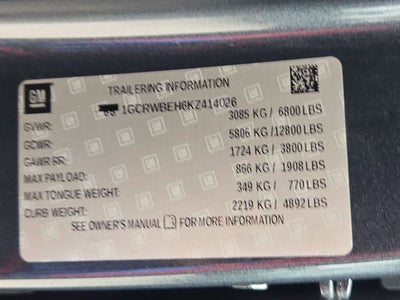 GM
TRAILERING INFORMATION
1GCRWBEH6KZ414026
GVWR: 3085 KG / 6800 LBS
GCWR: 5806 KG /12800 LBS
GAWR RR: 1724 KG / 3800 LBS
MAX PAYLOAD: 866 KG / 1908 LBS
MAX TONGUE WEIGHT: 349 KG / 770 LBS
CURB WEIGHT: 2219 KG / 4892 LBS
SEE OWNER'S MANUAL FOR MORE INFORMATION